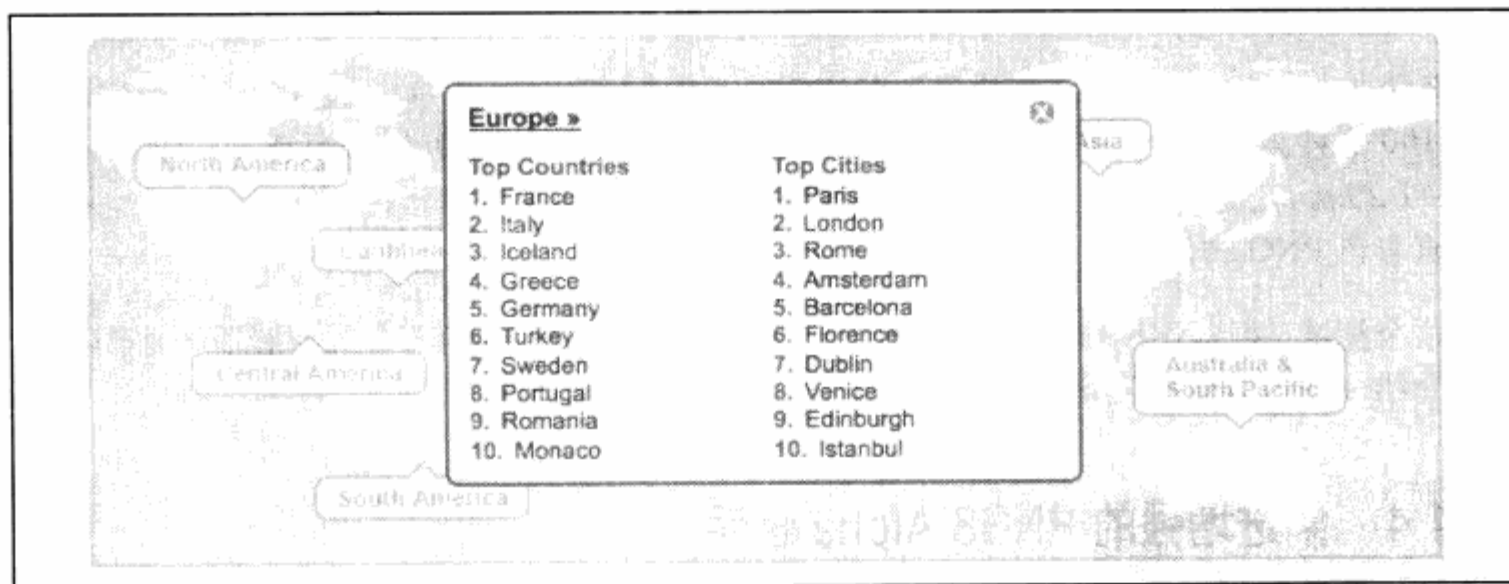 Europe »
Top Countries
1. France
2. Italy
3. Iceland
4. Greece
5. Germany
6. Turkey
7. Sweden
8. Portugal
9. Romania
10. Monaco
Top Cities
1. Paris
2. London
3. Rome
4. Amsterdam
5. Barcelona
6. Florence
7. Dublin
8. Venice
9. Edinburgh
10. Istanbul
North America
Central America
South America
Asia
Australia &
South Pacific